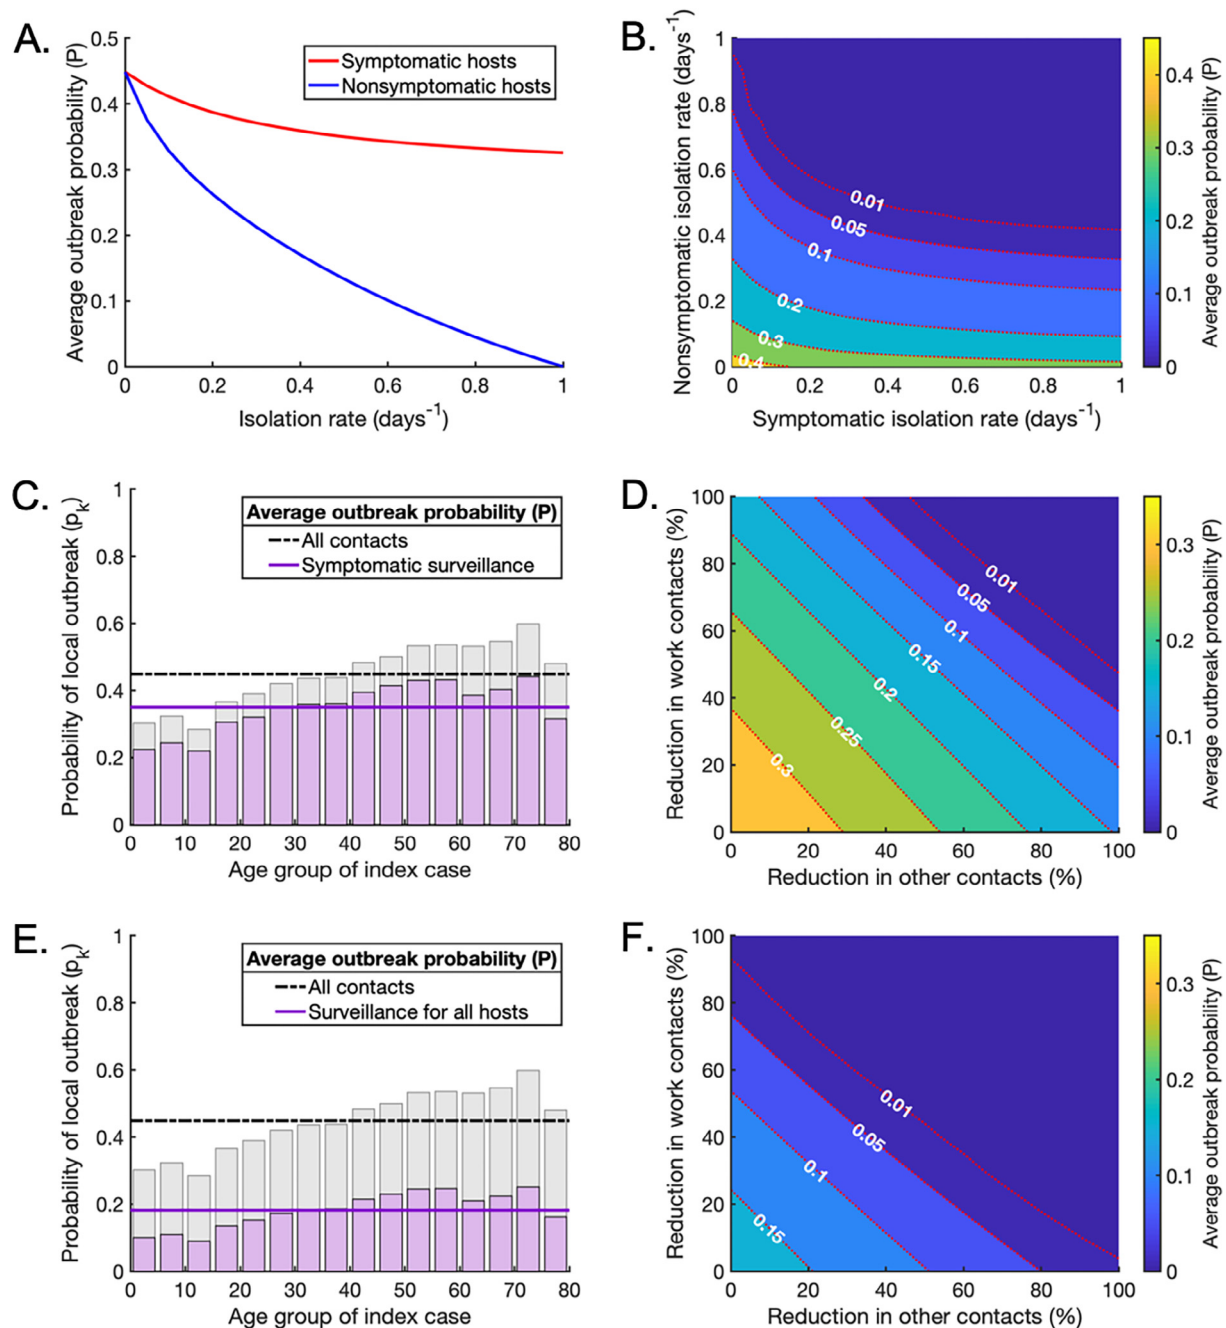 A.
Average outbreak probability (P)
0.5
0.4
0.3
0.2
0.1
0
Symptomatic hosts
Nonsymptomatic hosts
0 0.2 0.4 0.6 0.8 1
Isolation rate (days⁻¹)
B.
Nonsymptomatic isolation rate (days⁻¹)
1
0.8
0.6
0.4
0.2
0
0.01
0.05
0.1
0.2
0.3
0.4
0 0.2 0.4 0.6 0.8 1
Symptomatic isolation rate (days⁻¹)
0.4
0.3
0.2
0.1
0
Average outbreak probability (P)
C.
Probability of local outbreak (pₖ)
1
0.8
0.6
0.4
0.2
0
Average outbreak probability (P)
All contacts
Symptomatic surveillance
0 10 20 30 40 50 60 70 80
Age group of index case
D.
Reduction in work contacts (%)
100
80
60
40
20
0
0.01
0.05
0.1
0.15
0.2
0.25
0.3
0 20 40 60 80 100
Reduction in other contacts (%)
0.3
0.2
0.1
0
Average outbreak probability (P)
E.
Probability of local outbreak (pₖ)
1
0.8
0.6
0.4
0.2
0
Average outbreak probability (P)
All contacts
Surveillance for all hosts
0 10 20 30 40 50 60 70 80
Age group of index case
F.
Reduction in work contacts (%)
100
80
60
40
20
0
0.01
0.05
0.1
0.15
0 20 40 60 80 100
Reduction in other contacts (%)
0.3
0.2
0.1
0
Average outbreak probability (P)